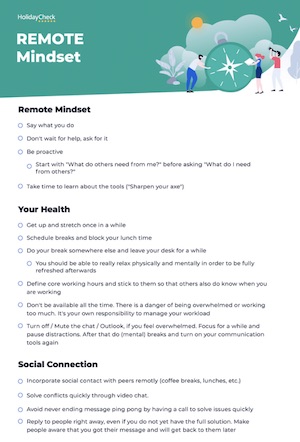 HolidayCheck
REMOTE
Mindset
Remote Mindset
Say what you do
Don't wait for help, ask for it
Be proactive
Start with "What do others need from me?" before asking "What do I need
from others?"
Take time to learn about the tools ("Sharpen your axe")
Your Health
Get up and stretch once in a while
Schedule breaks and block your lunch time
Do your break somewhere else and leave your desk for a while
You should be able to really relax physically and mentally in order to be fully
refreshed afterwards
Define core working hours and stick to them so that others also do know when you
are working
Don't be available all the time. There is a danger of being overwhelmed or working
too much. It's your own responsibility to manage your workload
Turn off / Mute the chat / Outlook, if you feel overwhelmed. Focus for a while and
pause distractions. After that do (mental) breaks and turn on your communication
tools again
Social Connection
Incorporate social contact with peers remotly (coffee breaks, lunches, etc.)
Solve conflicts quickly through video chat.
Avoid never ending message ping pong by having a call to solve issues quickly
Reply to people right away, even if you do not yet have the full solution. Make
people aware that you got their message and will get back to them later